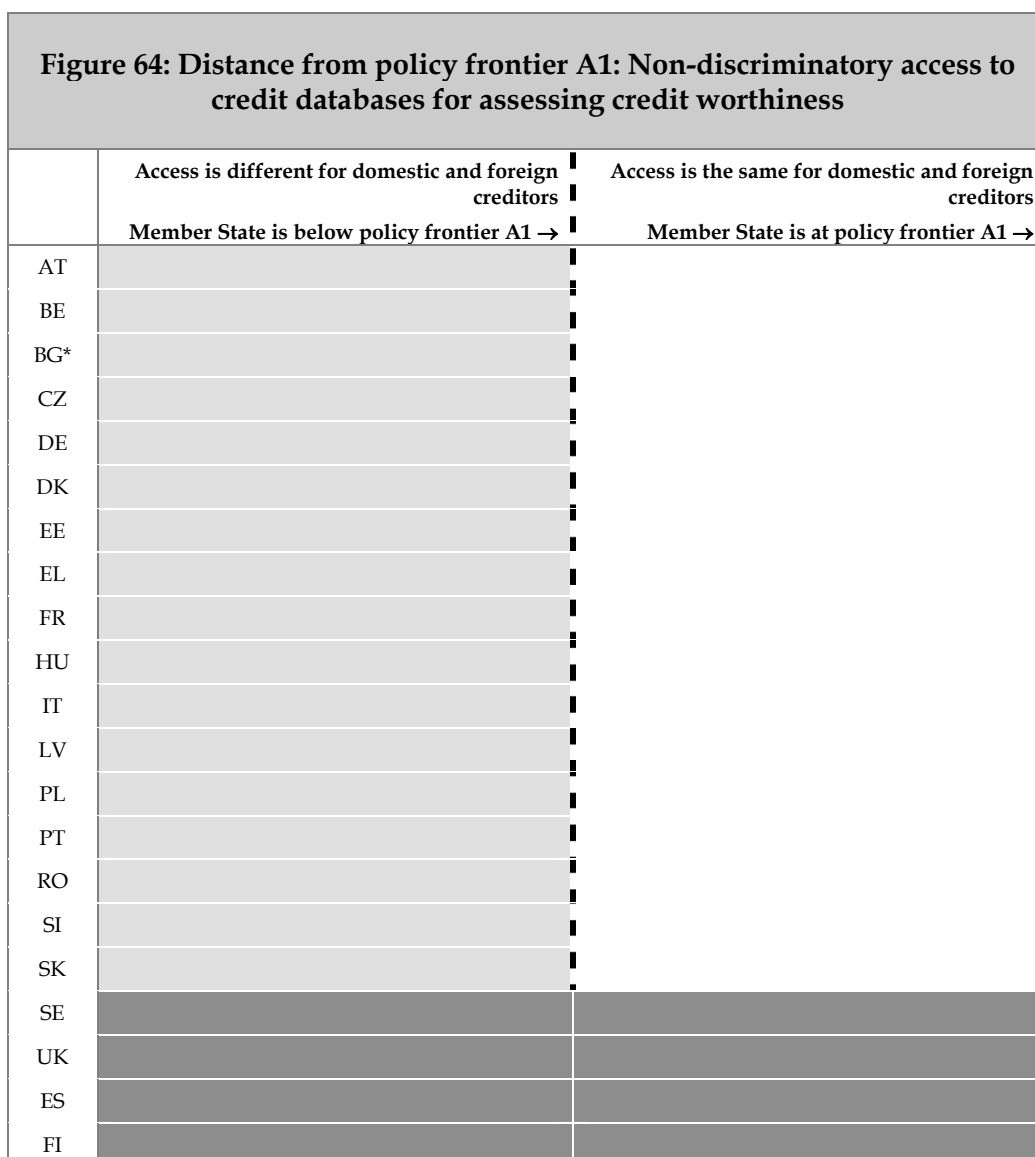 Figure 64: Distance from policy frontier A1: Non-discriminatory access to
credit databases for assessing credit worthiness
Access is different for domestic and foreign
creditors
Member State is below policy frontier A1 →
Access is the same for domestic and foreign
creditors
Member State is at policy frontier A1 →
AT
BE
BG*
CZ
DE
DK
EE
EL
FR
HU
IT
LV
PL
PT
RO
SI
SK
SE
UK
ES
FI